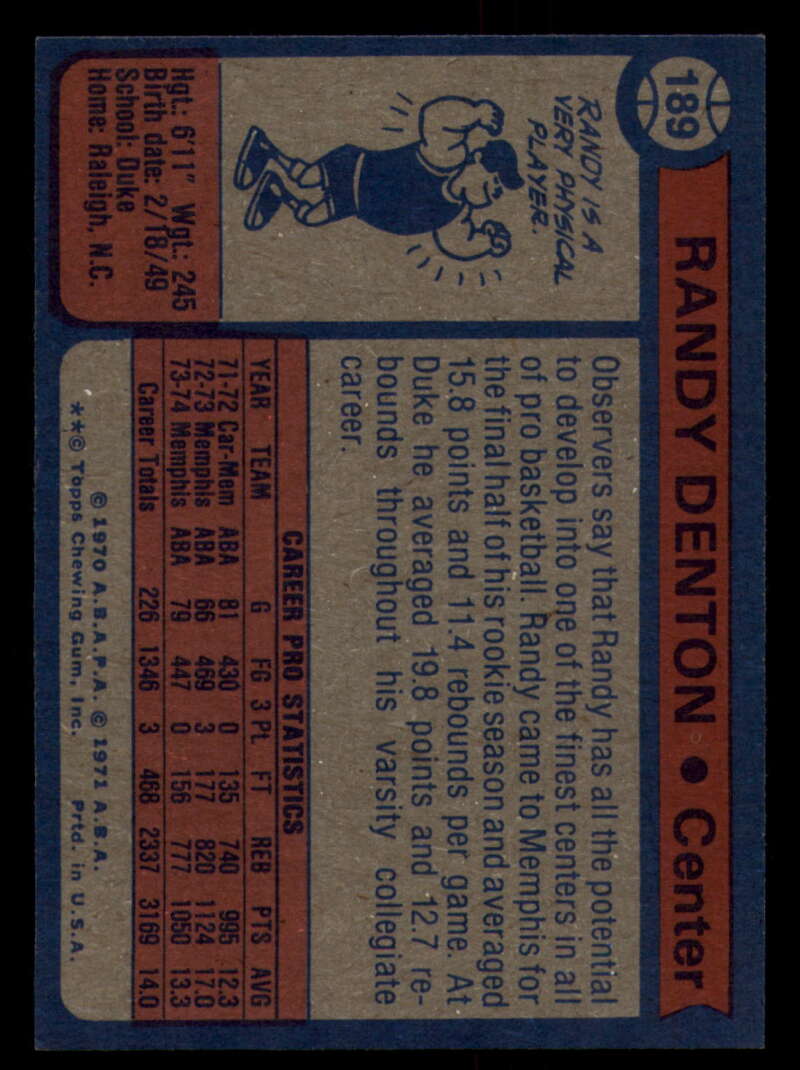 189
RANDY DENTON • Center
RANDY IS A
VERY PHYSICAL
PLAYER.
Hgt.: 6'11" Wgt.: 245
Birth date: 2/18/49
School: Duke
Home: Raleigh, N.C.
Observers say that Randy has all the potential
to develop into one of the finest centers in all
of pro basketball. Randy came to Memphis for
the final half of his rookie season and averaged
15.8 points and 11.4 rebounds per game. At
Duke, he averaged 19.8 points and 12.7 re-
bounds throughout his varsity collegiate
career.
CAREER PRO STATISTICS
YEAR TEAM G FG 3 Pt FT REB PTS AVG
71-72 Car-Mem ABA 81 430 0 135 740 995 12.3
72-73 Memphis ABA 66 469 3 177 820 1124 17.0
73-74 Memphis ABA 79 447 0 156 777 1050 13.3
Career Totals 226 1346 3 468 2337 3169 14.0
© 1970 A.B.A.P.A. © 1971 A.B.A.
**© Topps Chewing Gum, Inc. Prtd. in U.S.A.